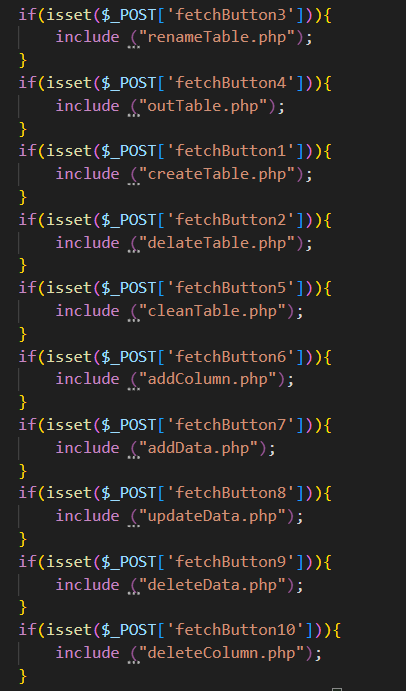 if(isset($_POST['fetchButton3'])){
include ("renameTable.php");
}
if(isset($_POST['fetchButton4'])){
include ("outTable.php");
}
if(isset($_POST['fetchButton1'])){
include ("createTable.php");
}
if(isset($_POST['fetchButton2'])){
include ("delateTable.php");
}
if(isset($_POST['fetchButton5'])){
include ("cleanTable.php");
}
if(isset($_POST['fetchButton6'])){
include ("addColumn.php");
}
if(isset($_POST['fetchButton7'])){
include ("addData.php");
}
if(isset($_POST['fetchButton8'])){
include ("updateData.php");
}
if(isset($_POST['fetchButton9'])){
include ("deleteData.php");
}
if(isset($_POST['fetchButton10'])){
include ("deleteColumn.php");
}